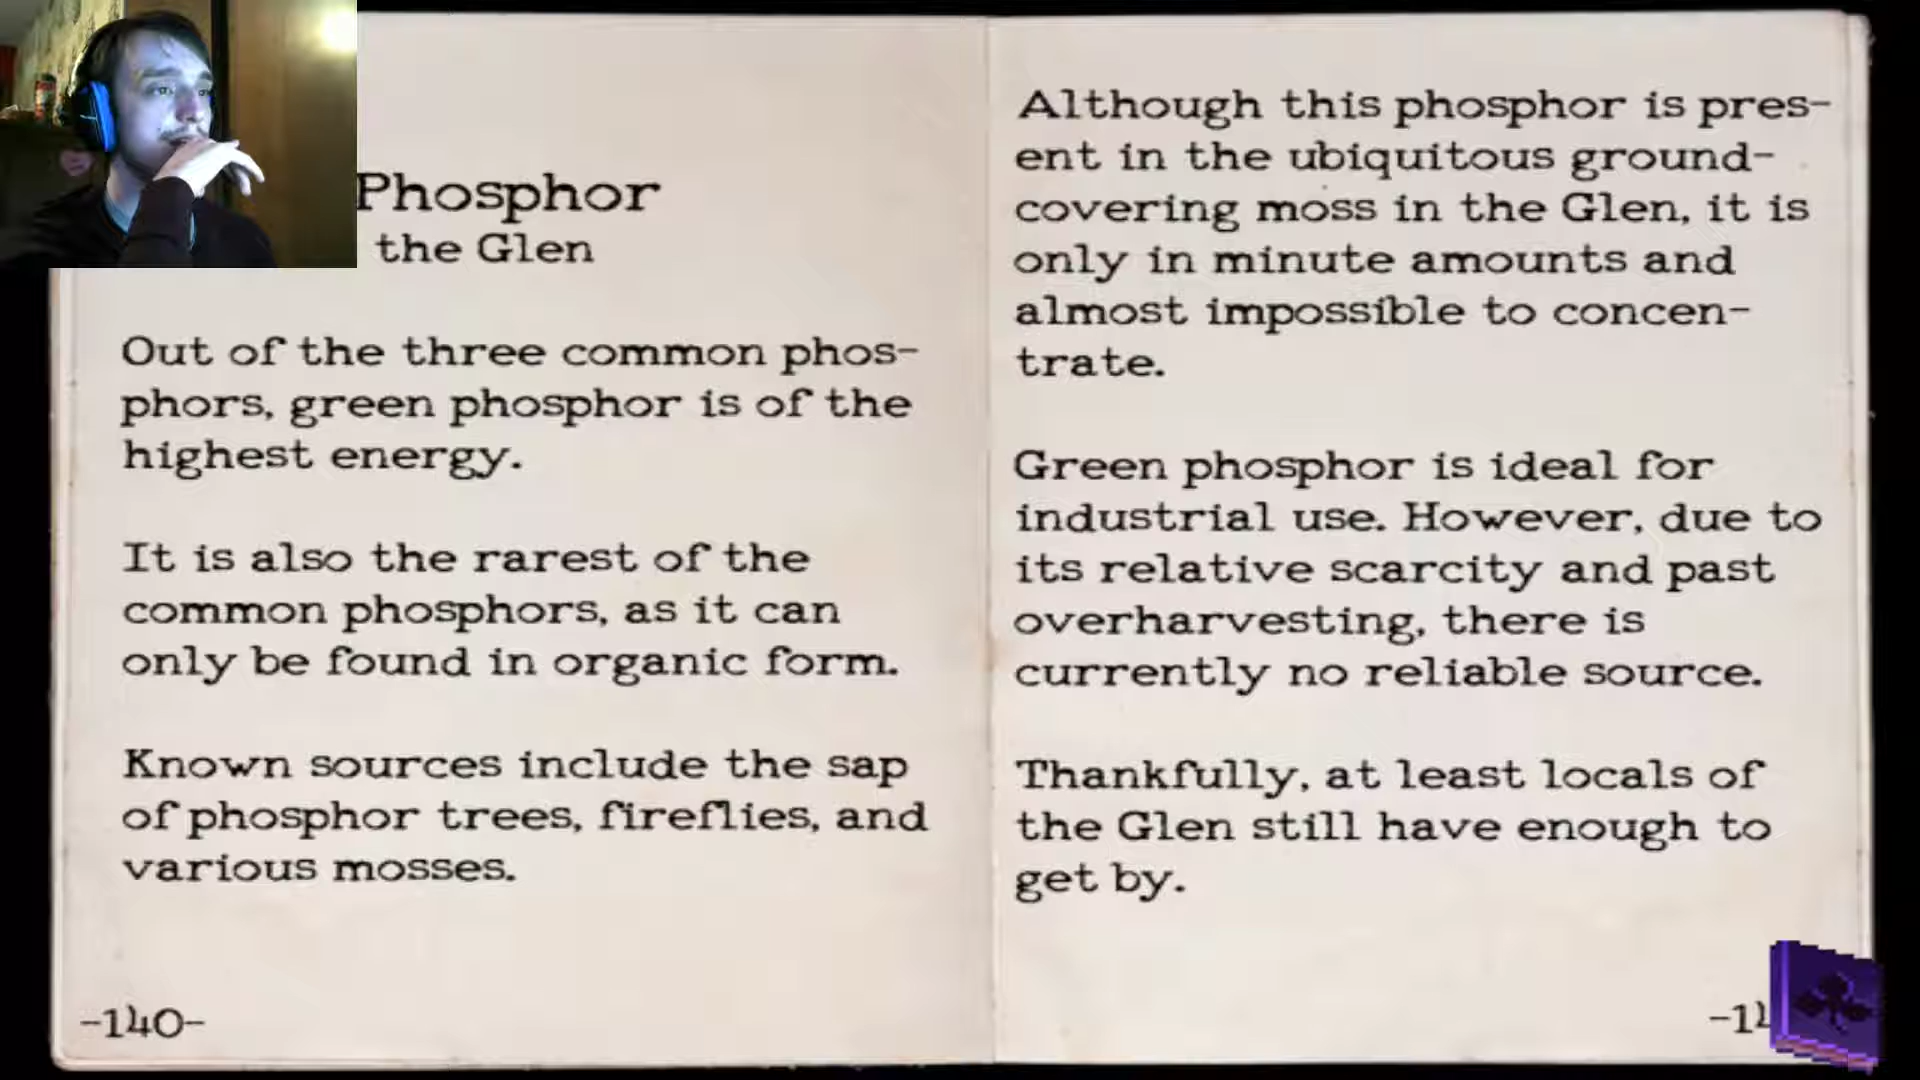 Phosphor
the Glen
Out of the three common phos-
phors, green phosphor is of the
highest energy.
It is also the rarest of the
common phosphors, as it can
only be found in organic form.
Known sources include the sap
of phosphor trees, fireflies, and
various mosses.
-140-
Although this phosphor is pres-
ent in the ubiquitous ground-
covering moss in the Glen, it is
only in minute amounts and
almost impossible to concen-
trate.
Green phosphor is ideal for
industrial use. However, due to
its relative scarcity and past
overharvesting, there is
currently no reliable source.
Thankfully, at least locals of
the Glen still have enough to
get by.